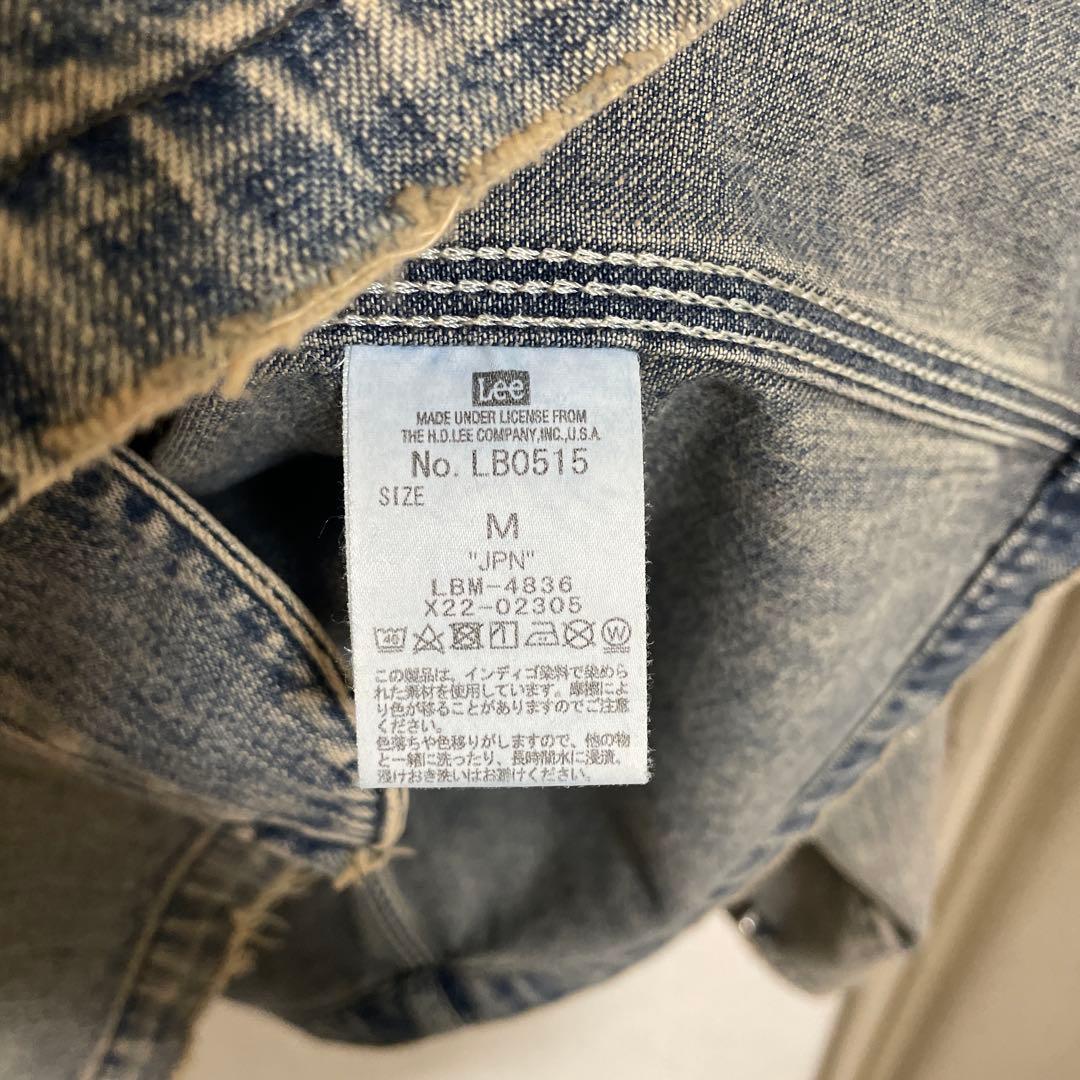 Lee
MADE UNDER LICENSE FROM
THE H.D.LEE COMPANY,INC.,U.S.A.
No. LB0515
SIZE
M
"JPN"
LBM-4836
X22-02305
40 W
この製品は、インディゴ染料で染めら
れた素材を使用しています。摩擦によ
り色が移ることがありますのでご注意
ください。
色落ちや色移りがしますので、他の物
と一緒に洗ったり、長時間水に浸漬、
浸けおき洗いはお避けください。